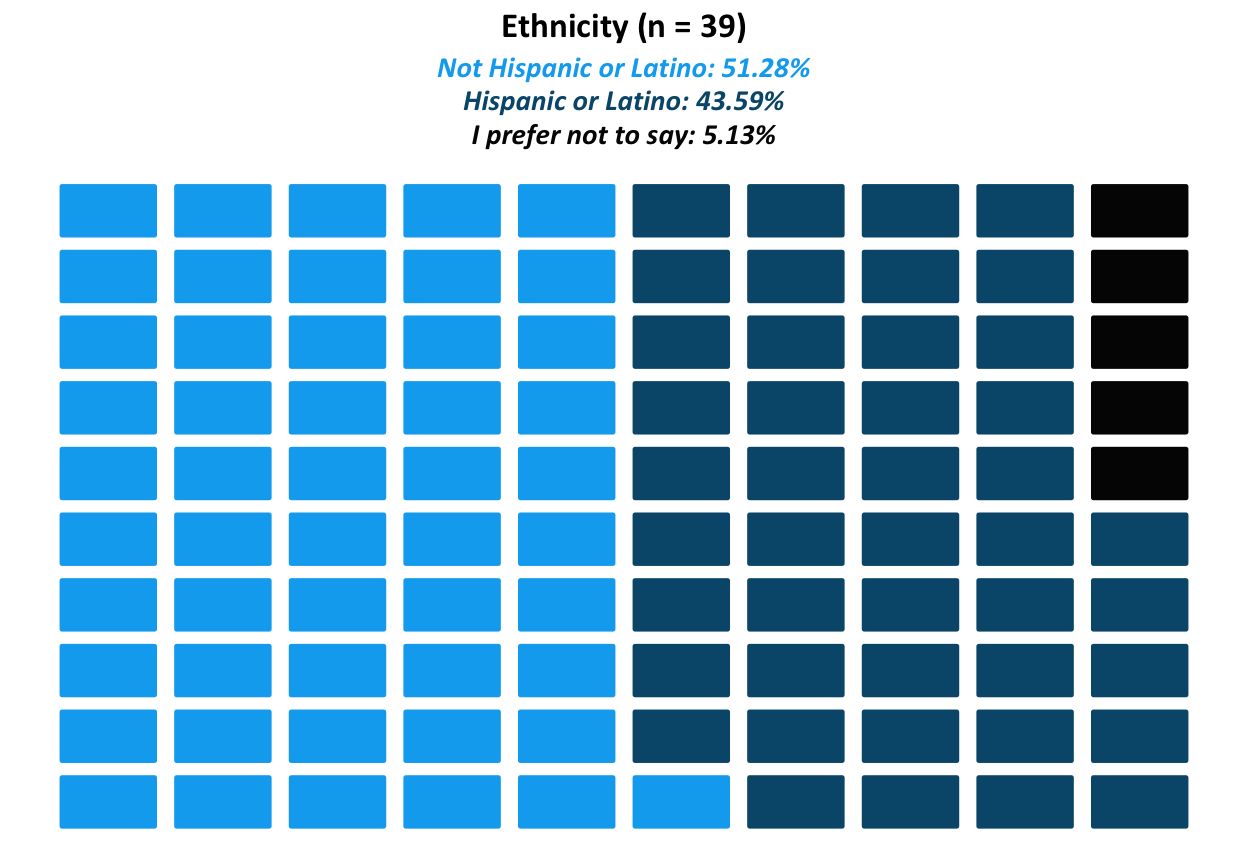 Ethnicity (n = 39)
Not Hispanic or Latino: 51.28%
Hispanic or Latino: 43.59%
I prefer not to say: 5.13%